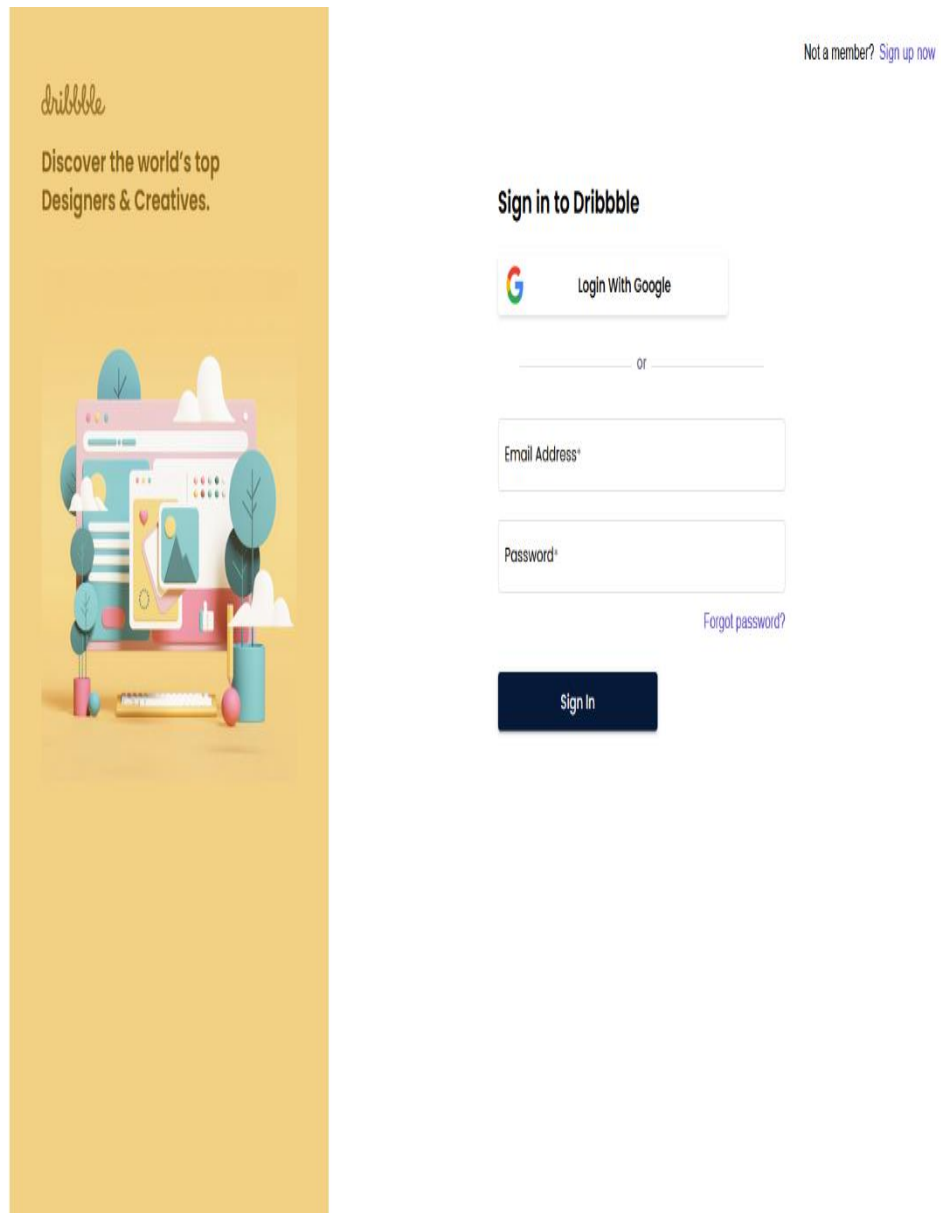 Not a member? Sign up now
dribbble
Discover the world's top
Designers & Creatives.
Sign in to Dribbble
Login With Google
or
Email Address*
Password*
Forgot password?
Sign In